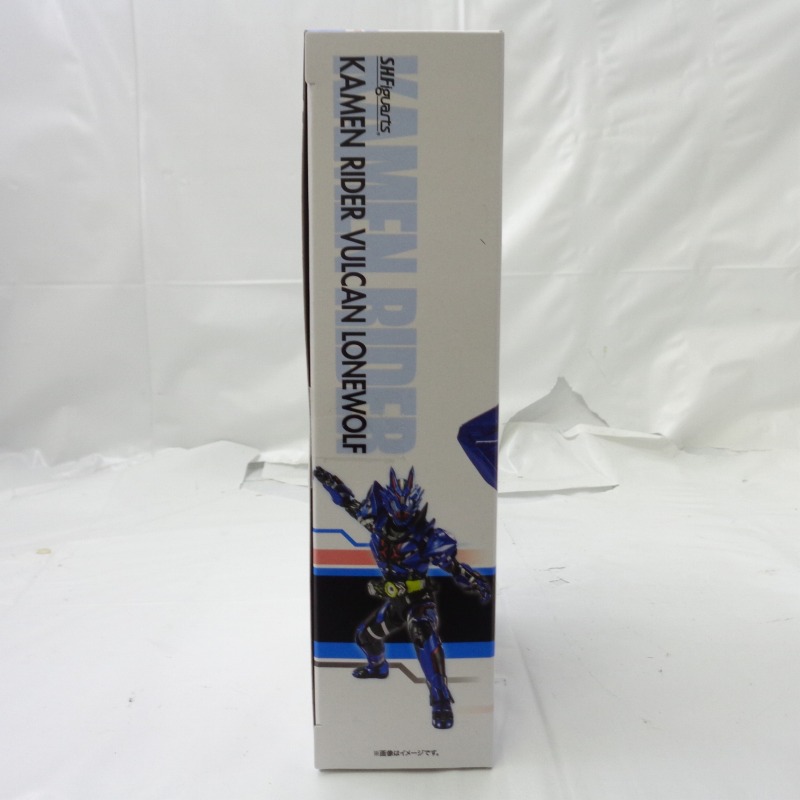 S.H.Figuarts
KAMEN RIDER VULCAN LONEWOLF
KAMEN RIDER
※画像はイメージです。